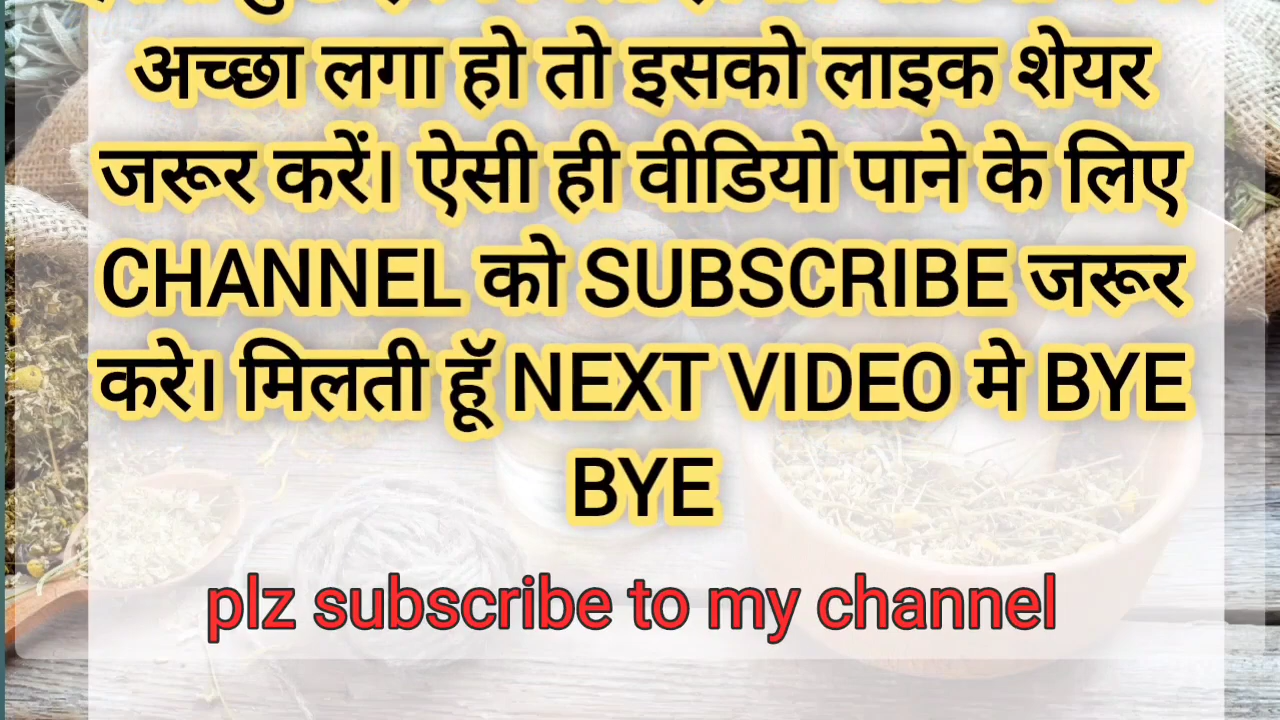 अच्छा लगा हो तो इसको लाइक शेयर
जरूर करें। ऐसी ही वीडियो पाने के लिए
CHANNEL को SUBSCRIBE जरूर
करे। मिलती हूॅ NEXT VIDEO मे BYE
BYE
plz subscribe to my channel